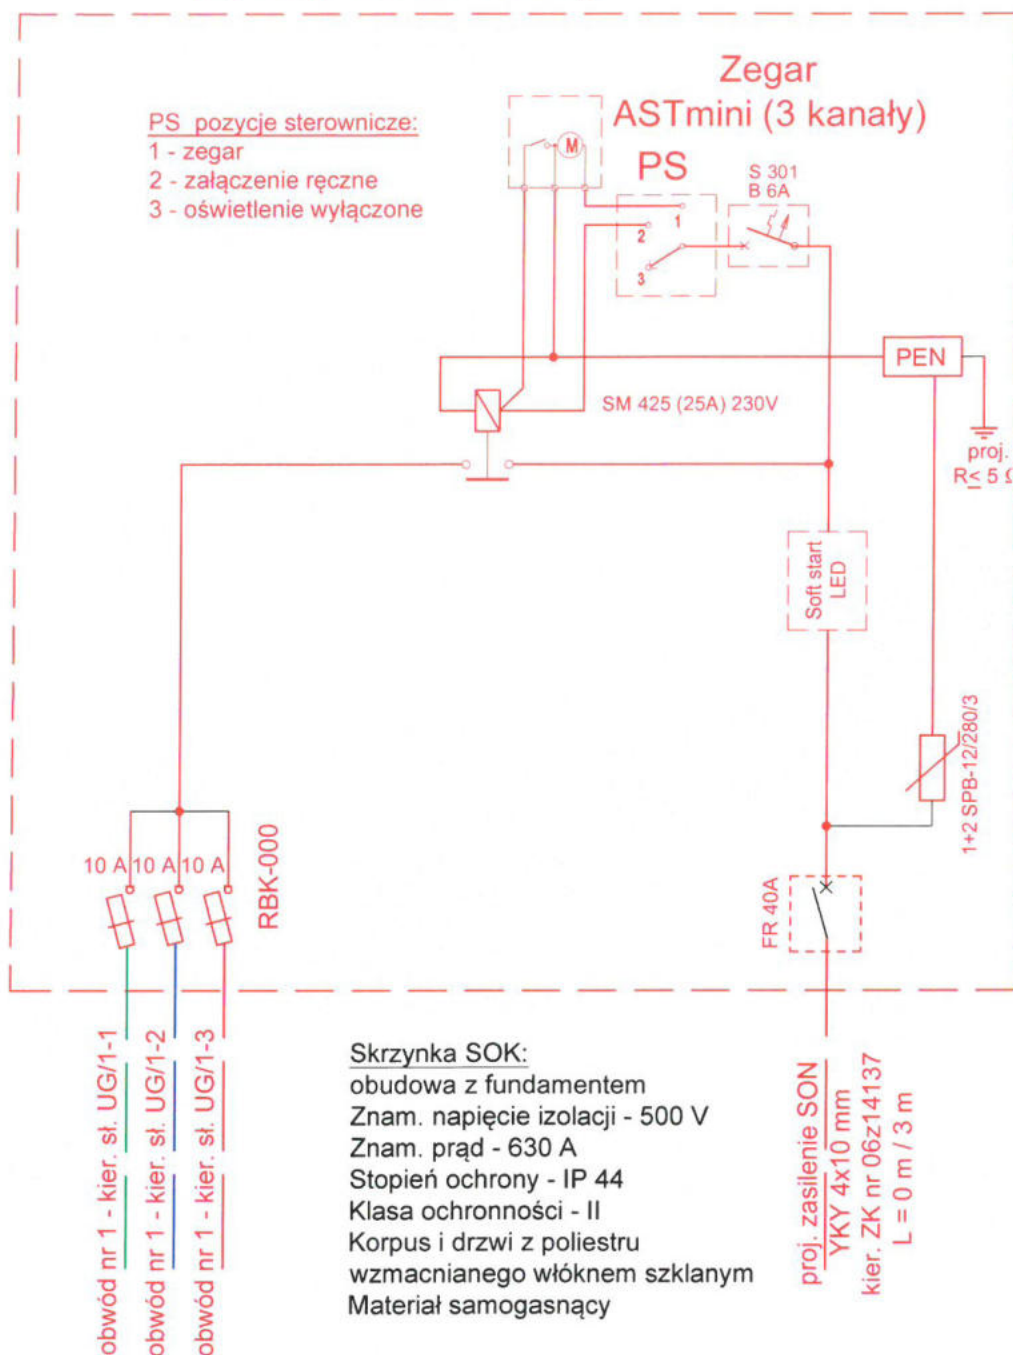 Zegar
ASTmini (3 kanały)
PS pozycje sterownicze:
1 - zegar
2 - załączenie ręczne
3 - oświetlenie wyłączone
M
PS
S 301
B 6A
1
2
3
PEN
SM 425 (25A) 230V
proj.
R≤ 5 Ω
Soft start
LED
1+2 SPB-12/280/3
10 A 10 A 10 A
RBK-000
FR 40A
obwód nr 1 - kier. sł. UG/1-1
obwód nr 1 - kier. sł. UG/1-2
obwód nr 1 - kier. sł. UG/1-3
Skrzynka SOK:
obudowa z fundamentem
Znam. napięcie izolacji - 500 V
Znam. prąd - 630 A
Stopień ochrony - IP 44
Klasa ochronności - II
Korpus i drzwi z poliestru
wzmacnianego włóknem szklanym
Materiał samogasnący
proj. zasilenie SON
YKY 4x10 mm
kier. ZK nr 06z14137
L = 0 m / 3 m